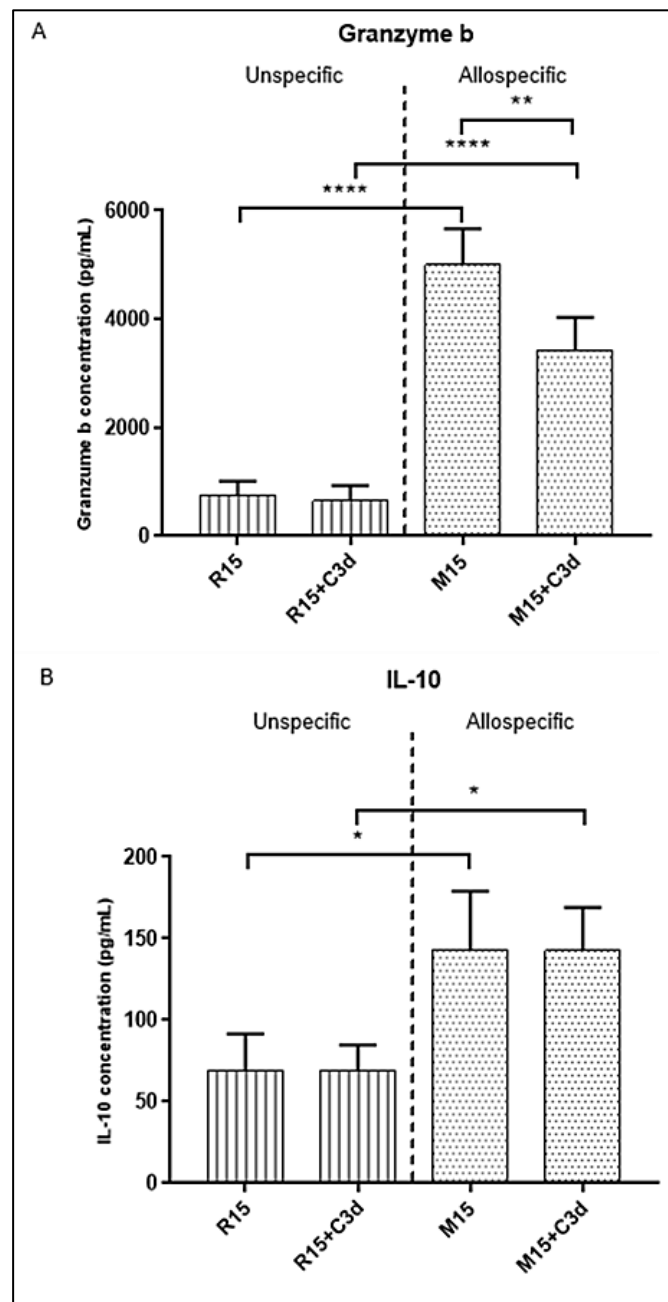 A
Granzyme b
Unspecific
Allospecific
**
****
****
Granzume b concentration (pg/mL)
6000
4000
2000
0
R15
R15+C3d
M15
M15+C3d
B
IL-10
Unspecific
Allospecific
*
*
IL-10 concentration (pg/mL)
200
150
100
50
0
R15
R15+C3d
M15
M15+C3d